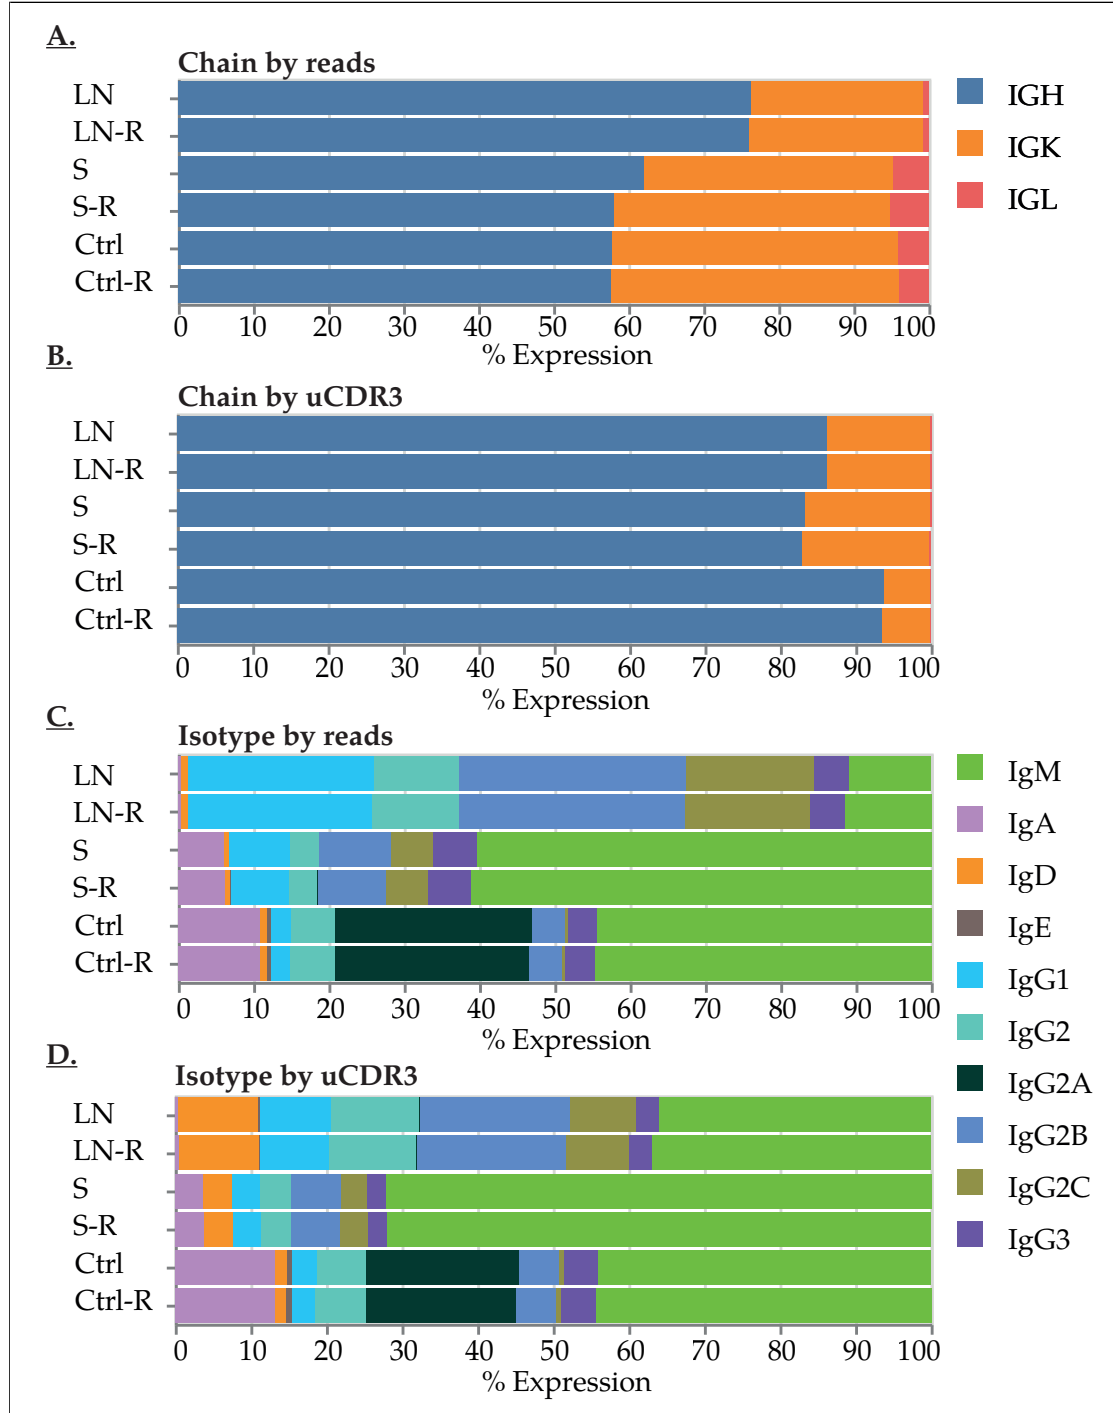 A.
Chain by reads
LN
LN-R
S
S-R
Ctrl
Ctrl-R
0 10 20 30 40 50 60 70 80 90 100
% Expression
IGH
IGK
IGL
B.
Chain by uCDR3
LN
LN-R
S
S-R
Ctrl
Ctrl-R
0 10 20 30 40 50 60 70 80 90 100
% Expression
C.
Isotype by reads
LN
LN-R
S
S-R
Ctrl
Ctrl-R
0 10 20 30 40 50 60 70 80 90 100
% Expression
IgM
IgA
IgD
IgE
IgG1
IgG2
IgG2A
IgG2B
IgG2C
IgG3
D.
Isotype by uCDR3
LN
LN-R
S
S-R
Ctrl
Ctrl-R
0 10 20 30 40 50 60 70 80 90 100
% Expression